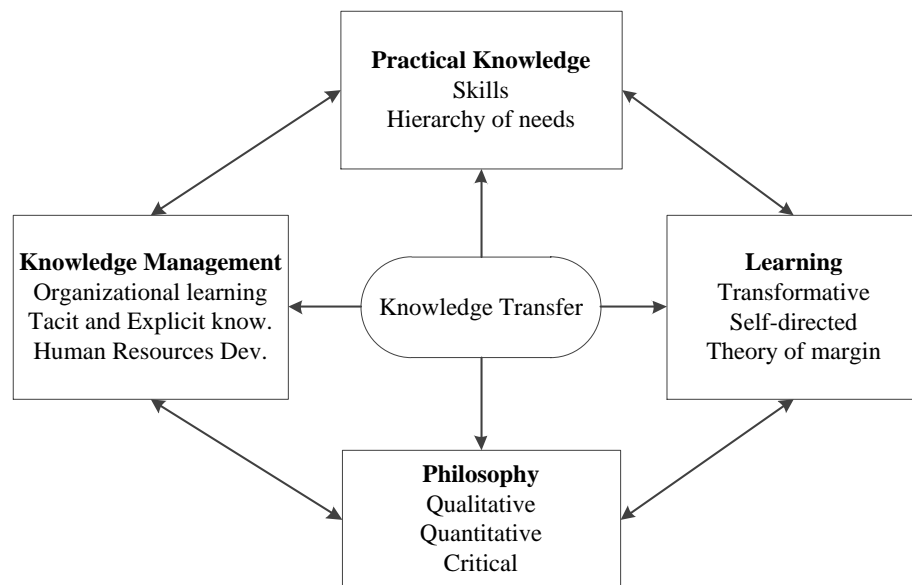 Practical Knowledge
Skills
Hierarchy of needs
Knowledge Management
Organizational learning
Tacit and Explicit know.
Human Resources Dev.
Knowledge Transfer
Learning
Transformative
Self-directed
Theory of margin
Philosophy
Qualitative
Quantitative
Critical